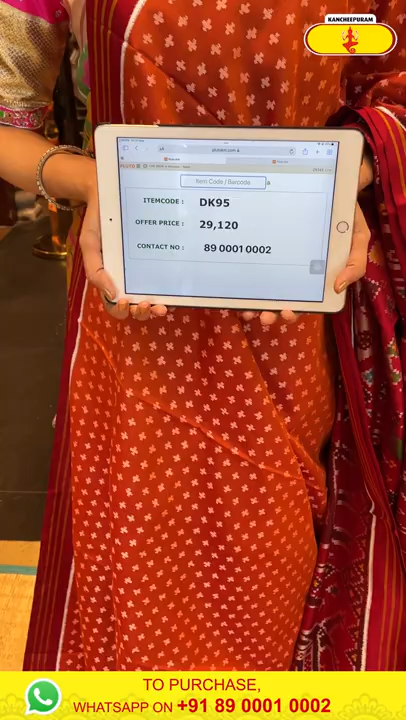 KANCHEEPURAM
Item Code / Barcode
ITEMCODE : DK95
OFFER PRICE : 29,120
CONTACT NO : 89 0001 0002
TO PURCHASE,
WHATSAPP ON +91 89 0001 0002